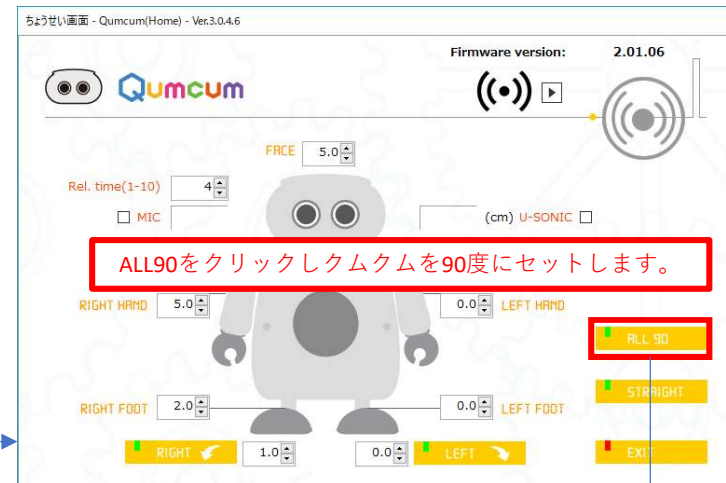 ちょうせい画面 - Qumcum(Home) - Ver.3.0.4.6
Firmware version: 2.01.06
Qumcum
FACE 5.0
Rel. time(1-10) 4
MIC
(cm) U-SONIC
ALL90をクリックしクムクムを90度にセットします。
RIGHT HAND 5.0
0.0 LEFT HAND
ALL 90
STRAIGHT
RIGHT FOOT 2.0
0.0 LEFT FOOT
RIGHT 1.0
0.0 LEFT
EXIT